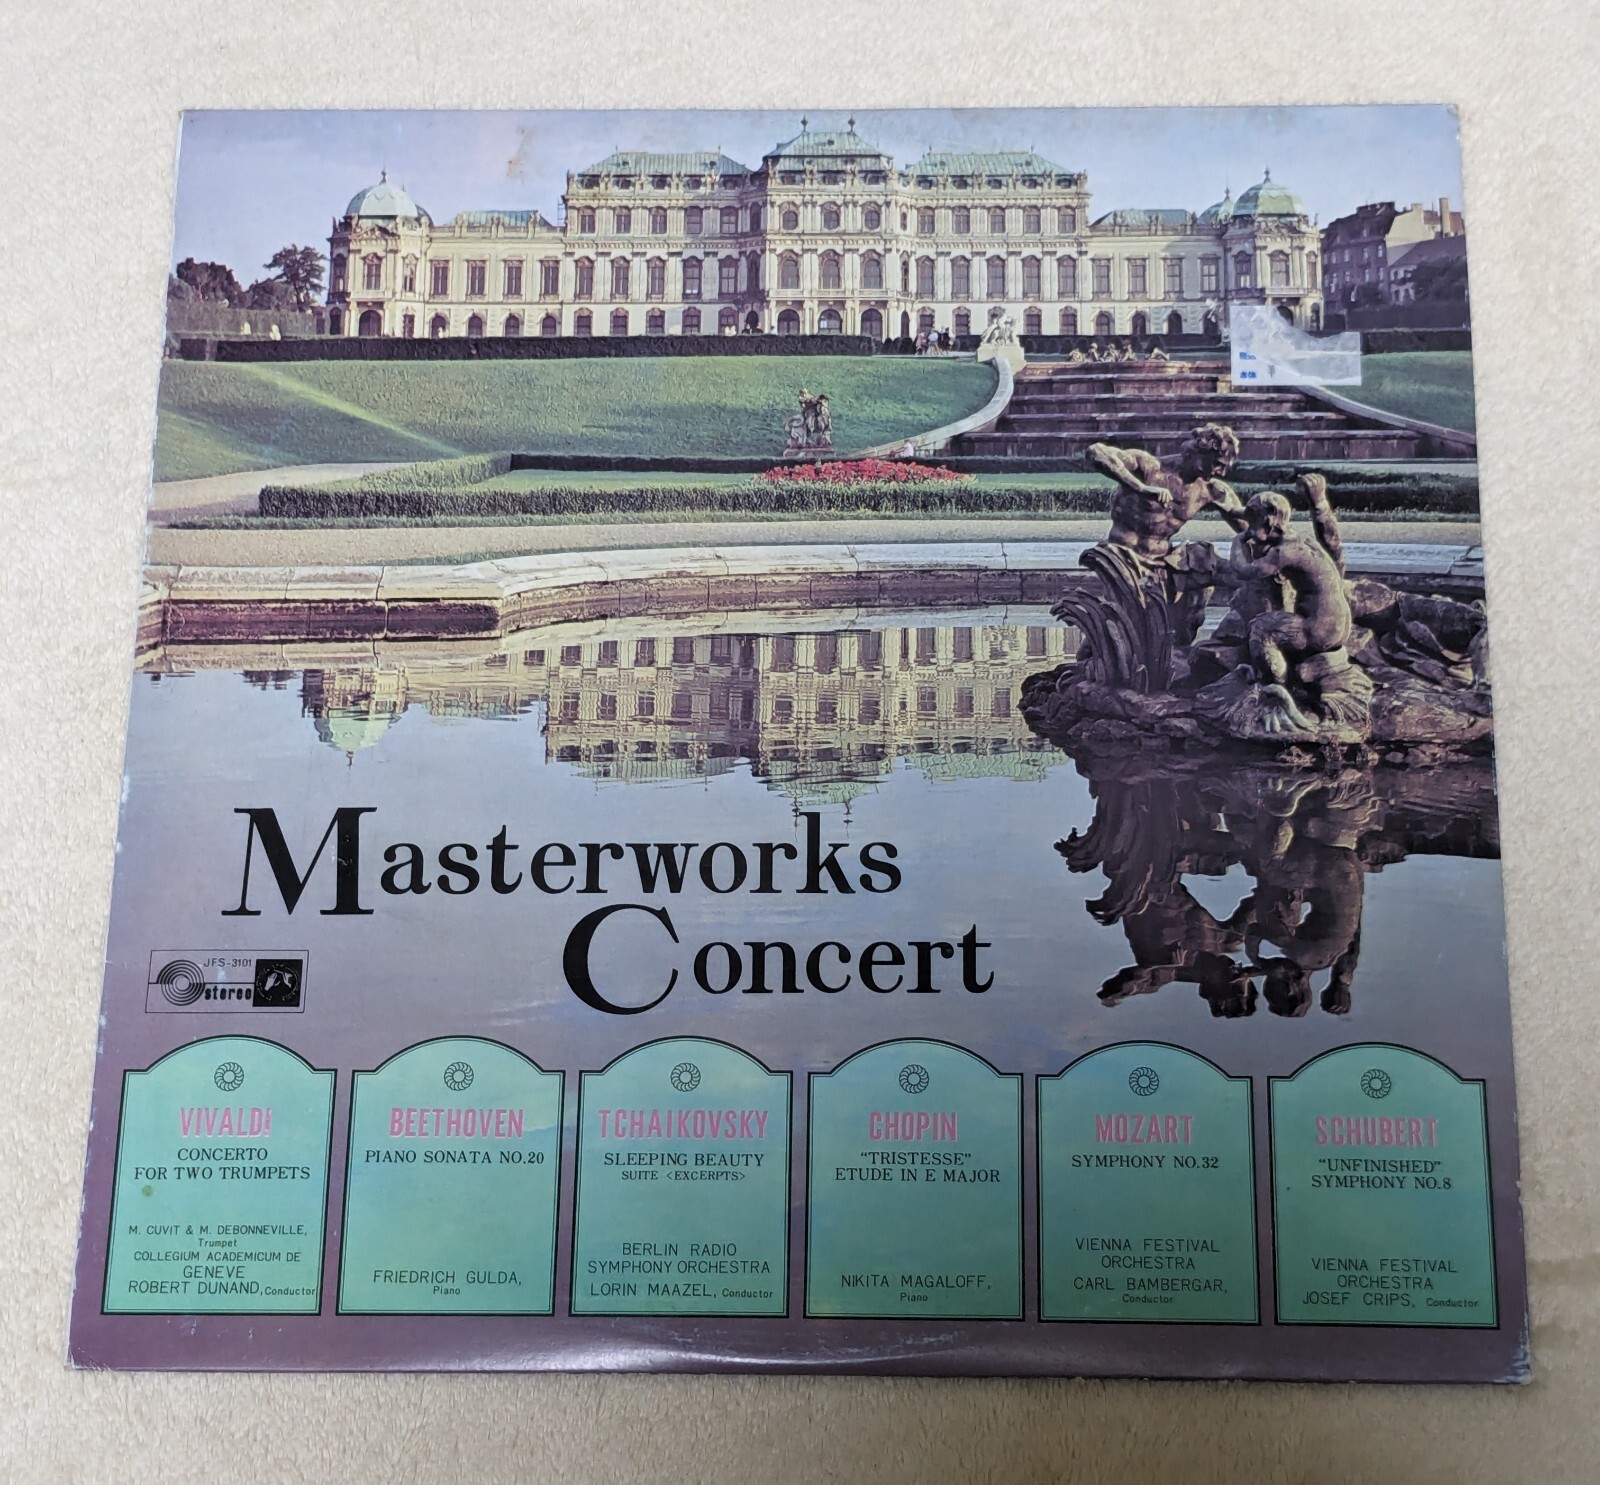 Masterworks
Concert
JFS-3101
stereo
VIVALDI
CONCERTO
FOR TWO TRUMPETS
M. CUVIT & M. DEBONNEVILLE,
Trumpet
COLLEGIUM ACADEMICUM DE
GENEVE
ROBERT DUNAND, Conductor
BEETHOVEN
PIANO SONATA NO.20
FRIEDRICH GULDA,
Piano
TCHAIKOVSKY
SLEEPING BEAUTY
SUITE <EXCERPTS>
BERLIN RADIO
SYMPHONY ORCHESTRA
LORIN MAAZEL, Conductor
CHOPIN
“TRISTESSE”
ETUDE IN E MAJOR
NIKITA MAGALOFF,
Piano
MOZART
SYMPHONY NO.32
VIENNA FESTIVAL
ORCHESTRA
CARL BAMBERGAR,
Conductor
SCHUBERT
“UNFINISHED”
SYMPHONY NO.8
VIENNA FESTIVAL
ORCHESTRA
JOSEF CRIPS, Conductor